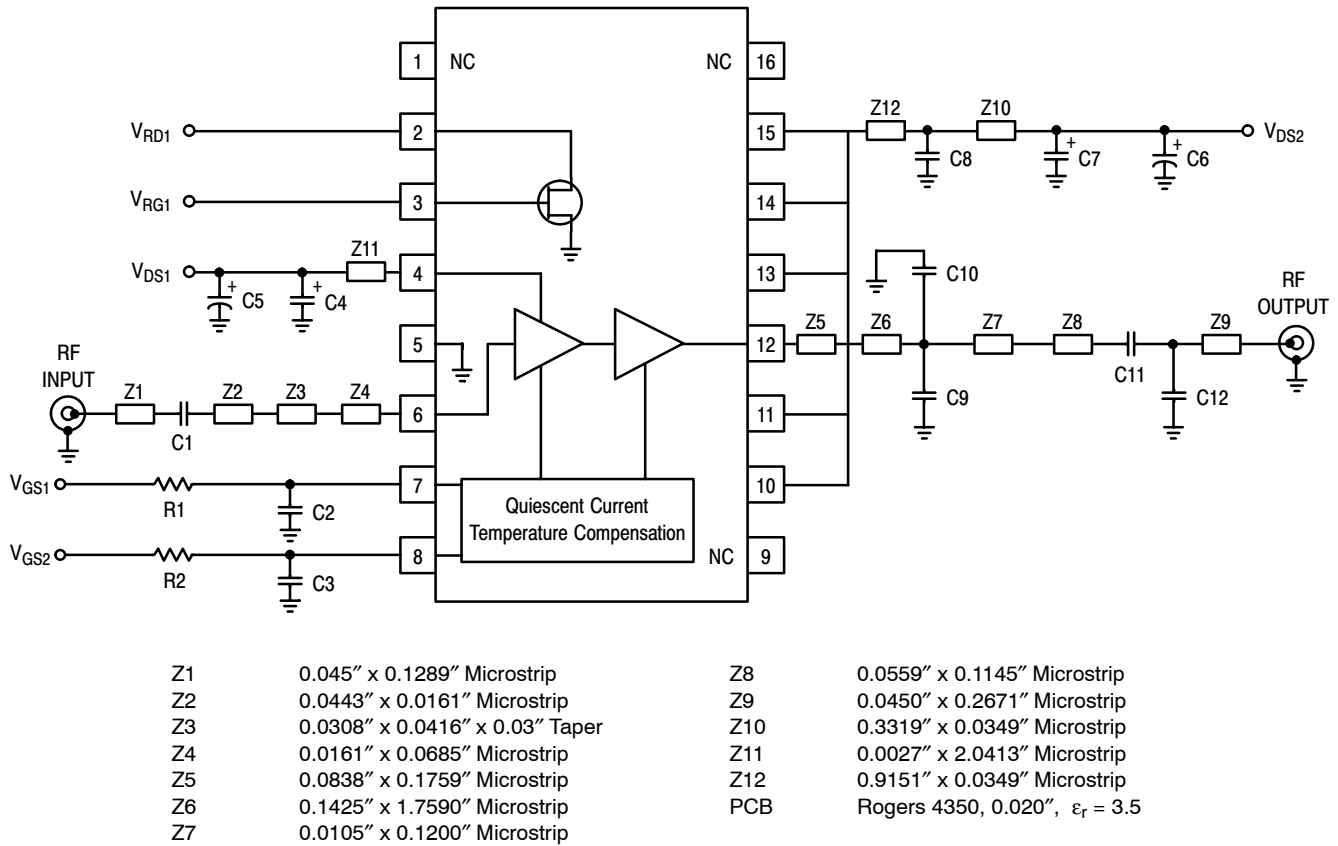 1 NC NC 16
V_RD1 2 15 Z12 Z10 V_DS2
C8 + C7 + C6
V_RG1 3 14
V_DS1 Z11 4 13 C10
+ C5 + C4
RF OUTPUT
5 12 Z5 Z6 Z7 Z8 C11 Z9
RF INPUT
Z1 C1 Z2 Z3 Z4 6 11 C9 C12
V_GS1 R1 C2 7 10
Quiescent Current
Temperature Compensation
V_GS2 R2 C3 8 NC 9
Z1 0.045″ x 0.1289″ Microstrip
Z2 0.0443″ x 0.0161″ Microstrip
Z3 0.0308″ x 0.0416″ x 0.03″ Taper
Z4 0.0161″ x 0.0685″ Microstrip
Z5 0.0838″ x 0.1759″ Microstrip
Z6 0.1425″ x 1.7590″ Microstrip
Z7 0.0105″ x 0.1200″ Microstrip
Z8 0.0559″ x 0.1145″ Microstrip
Z9 0.0450″ x 0.2671″ Microstrip
Z10 0.3319″ x 0.0349″ Microstrip
Z11 0.0027″ x 2.0413″ Microstrip
Z12 0.9151″ x 0.0349″ Microstrip
PCB Rogers 4350, 0.020″, εr = 3.5